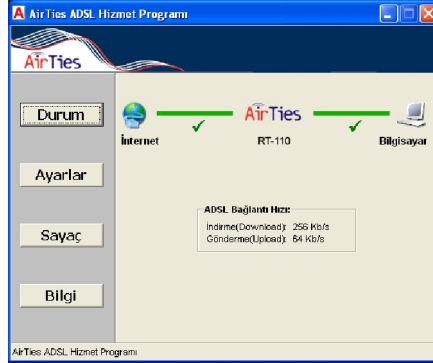 AirTies ADSL Hizmet Programı
AirTies
Durum
Ayarlar
Sayaç
Bilgi
AirTies
İnternet
RT-110
Bilgisayar
ADSL Bağlantı Hızı:
İndirme(Download): 256 Kb/s
Gönderme(Upload): 64 Kb/s
AirTies ADSL Hizmet Programı